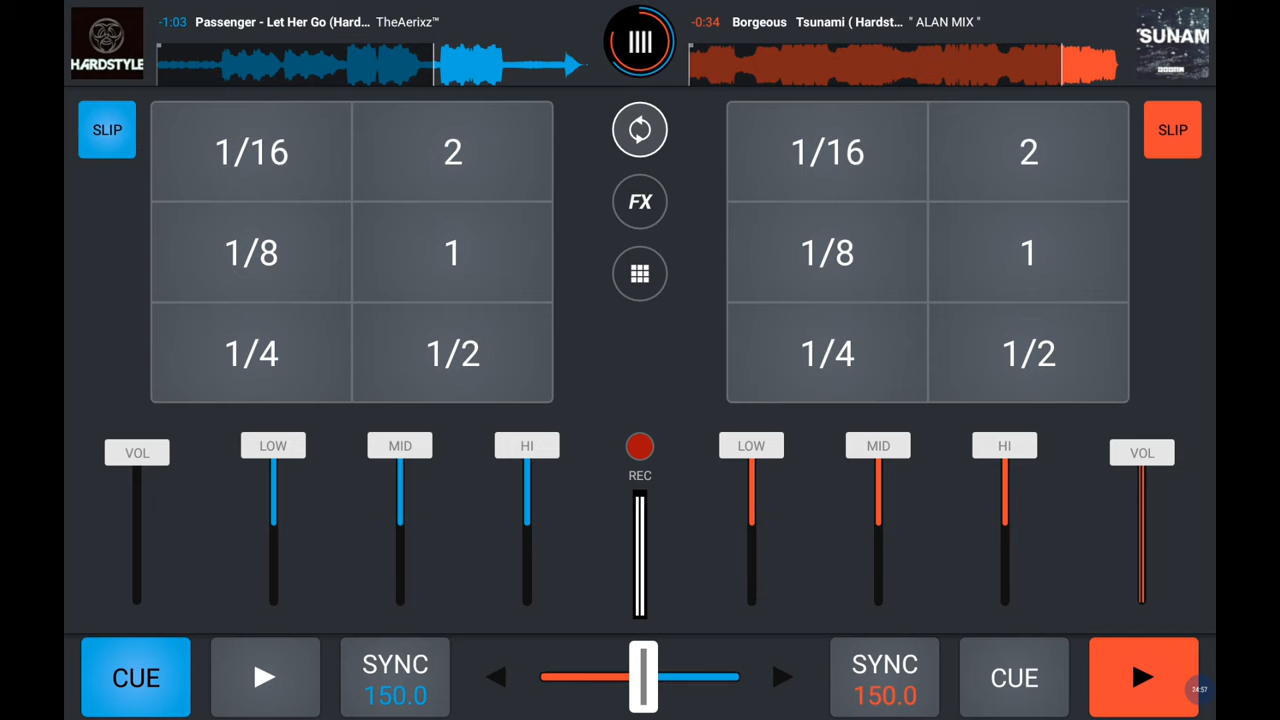 HARDSTYLE
-1:03 Passenger - Let Her Go (Hard... TheAerixz™
-0:34 Borgeous Tsunami ( Hardst... " ALAN MIX "
SUNAM
SLIP
1/16 2
1/8 1
1/4 1/2
FX
1/16 2
1/8 1
1/4 1/2
SLIP
VOL LOW MID HI
REC
LOW MID HI VOL
CUE
SYNC
150.0
SYNC
150.0
CUE
24:57